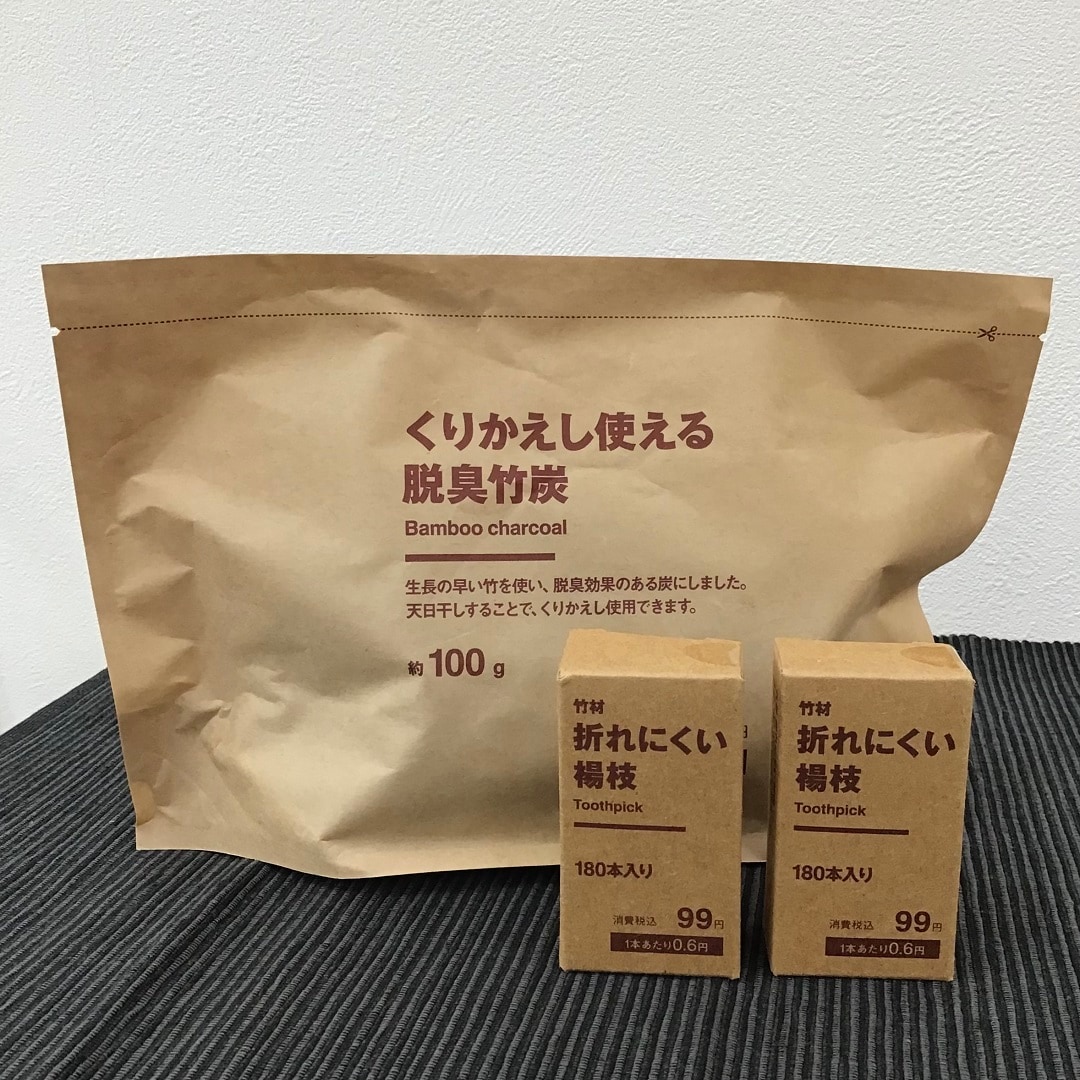 くりかえし使える
脱臭竹炭
Bamboo charcoal
生長の早い竹を使い、脱臭効果のある炭にしました。
天日干しすることで、くりかえし使用できます。
約100g
竹材
折れにくい
楊枝
Toothpick
180本入り
消費税込 99円
1本あたり0.6円
竹材
折れにくい
楊枝
Toothpick
180本入り
消費税込 99円
1本あたり0.6円